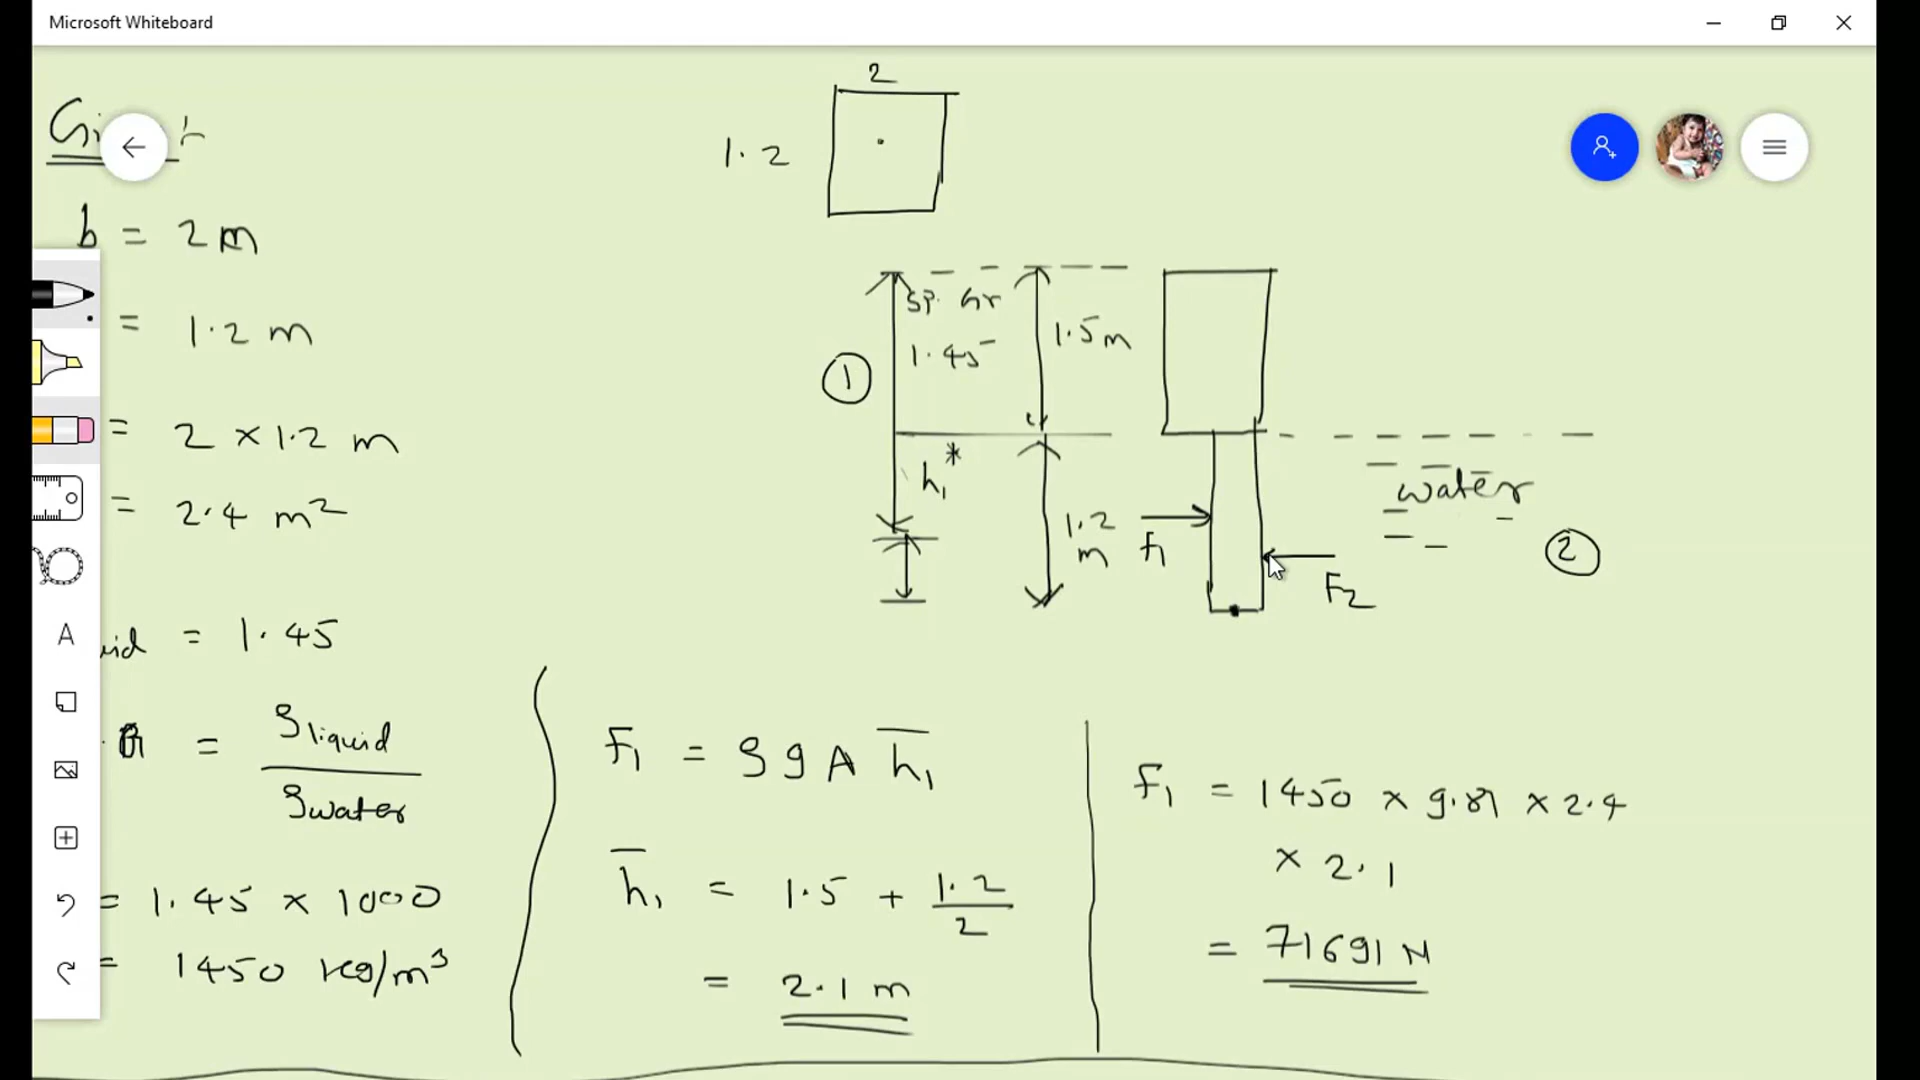 Microsoft Whiteboard
b = 2 m
= 1.2 m
= 2 × 1.2 m
= 2.4 m²
uid = 1.45
= ρliquid
ρwater
= 1.45 × 1000
= 1450 kg/m³
2
1.2
sp. Gr
1.45
1.5 m
①
h₁*
1.2
m
F₁
F₂
water
②
F₁ = ρ g A h̅₁
h̅₁ = 1.5 + 1.2
2
= 2.1 m
F₁ = 1450 × 9.81 × 2.4
× 2.1
= 71691 N
A